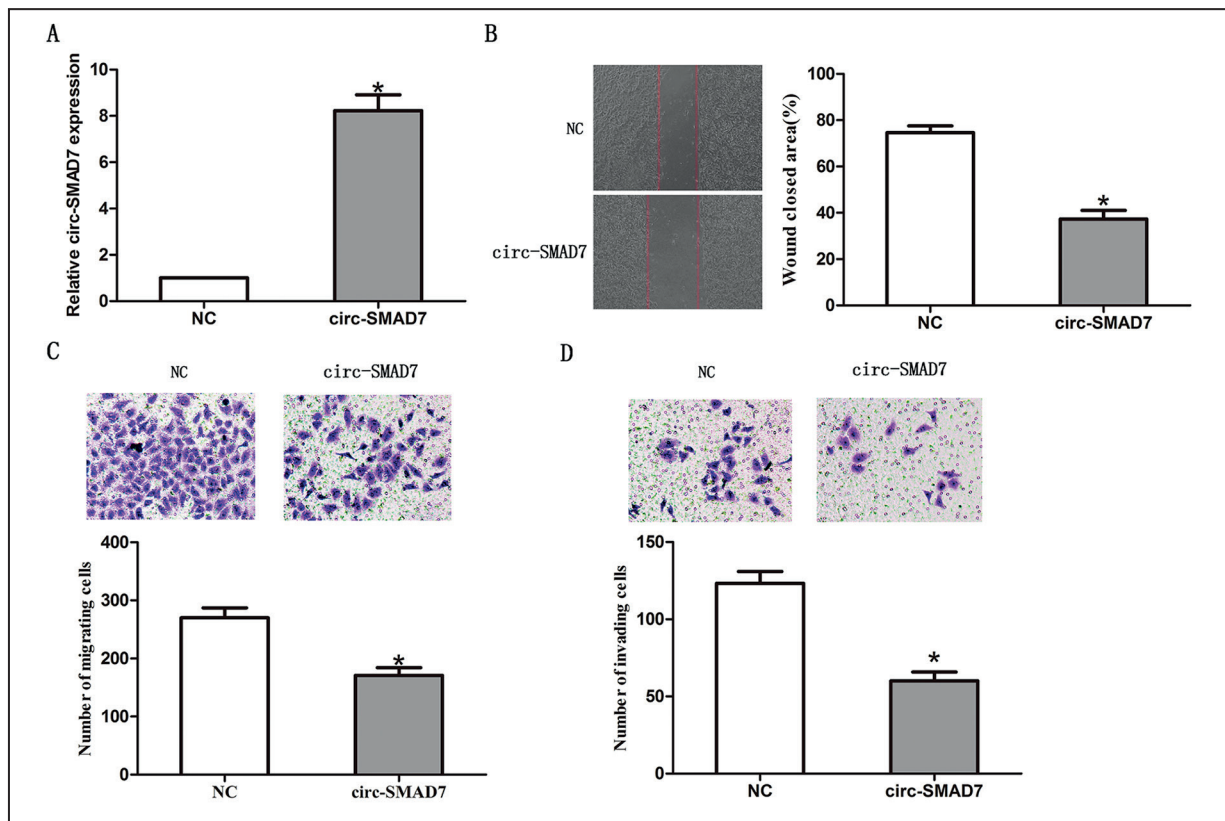 A
Relative circ-SMAD7 expression
10
8
6
4
2
0
*
NC
circ-SMAD7
B
NC
circ-SMAD7
Wound closed area(%)
100
80
60
40
20
0
*
NC
circ-SMAD7
C
NC
circ-SMAD7
Number of migrating cells
400
300
200
100
0
*
NC
circ-SMAD7
D
NC
circ-SMAD7
Number of invading cells
150
100
50
0
*
NC
circ-SMAD7